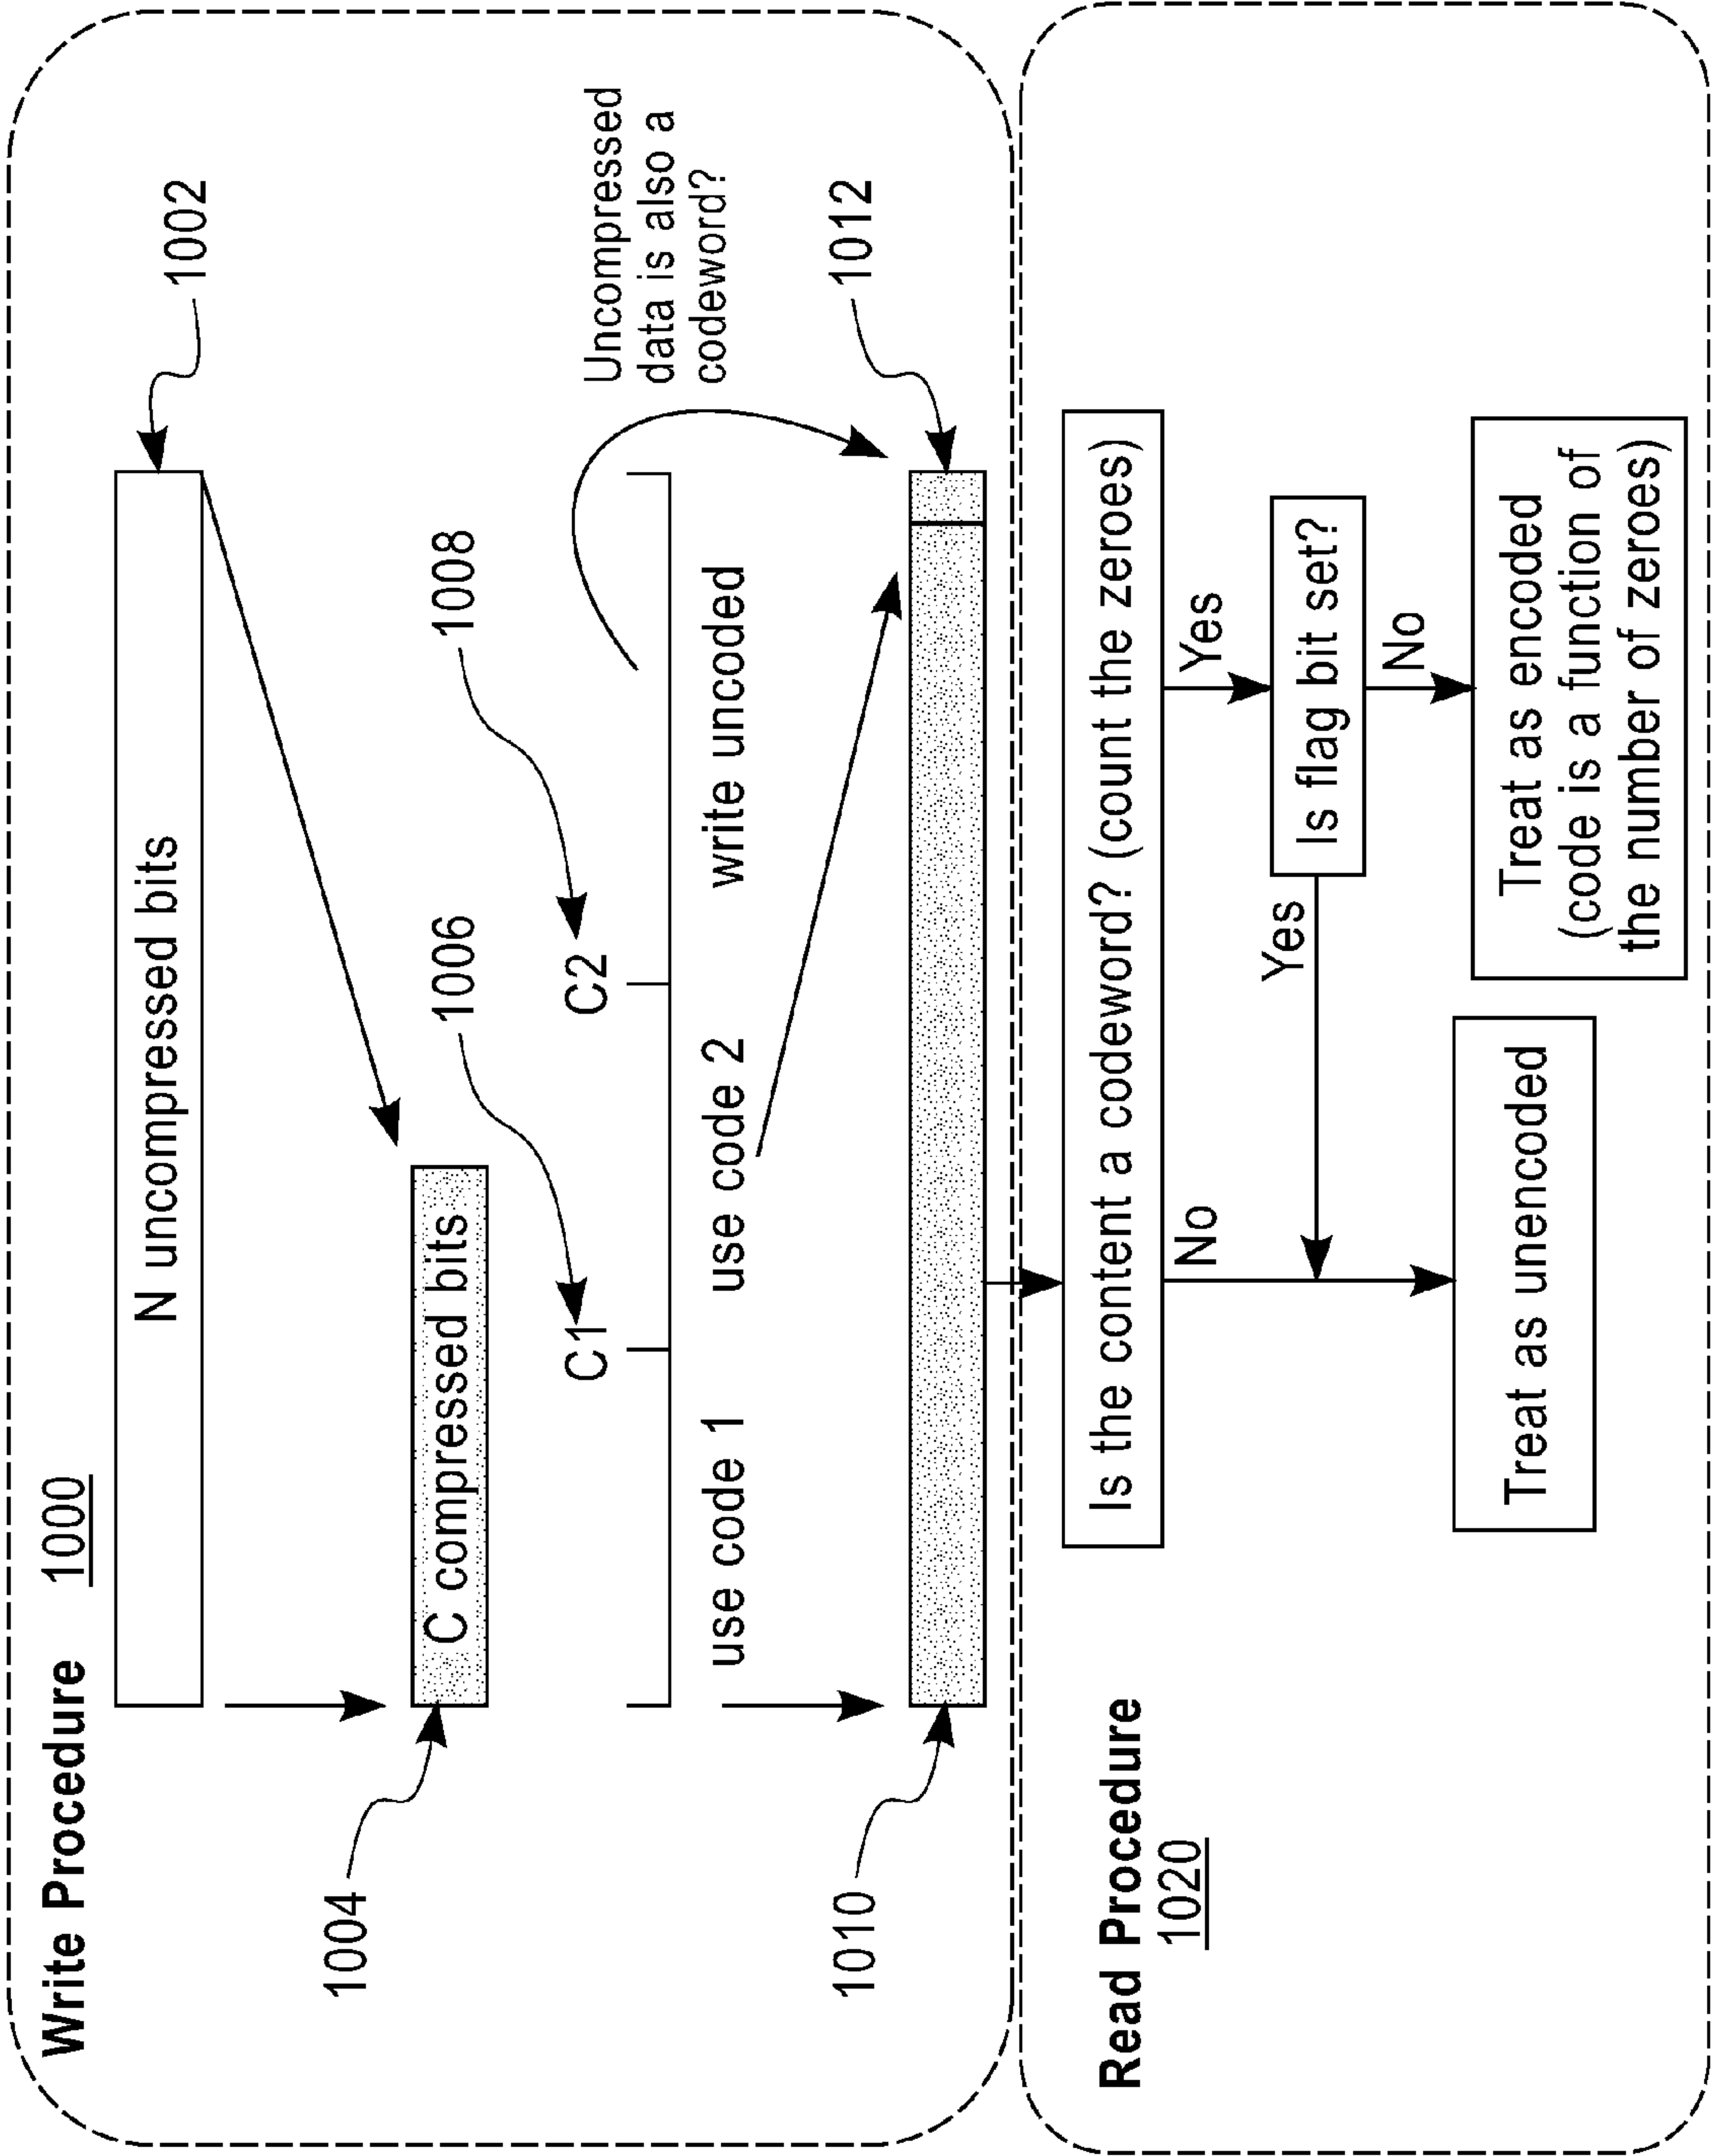 Write Procedure 1000
N uncompressed bits
1002
1004
C compressed bits
1006
1008
C1
C2
Uncompressed
data is also a
codeword?
use code 1
use code 2
write uncoded
1010
1012
Read Procedure
1020
Is the content a codeword? (count the zeroes)
No
Yes
Is flag bit set?
Yes
No
Treat as unencoded
Treat as encoded
(code is a function of
the number of zeroes)